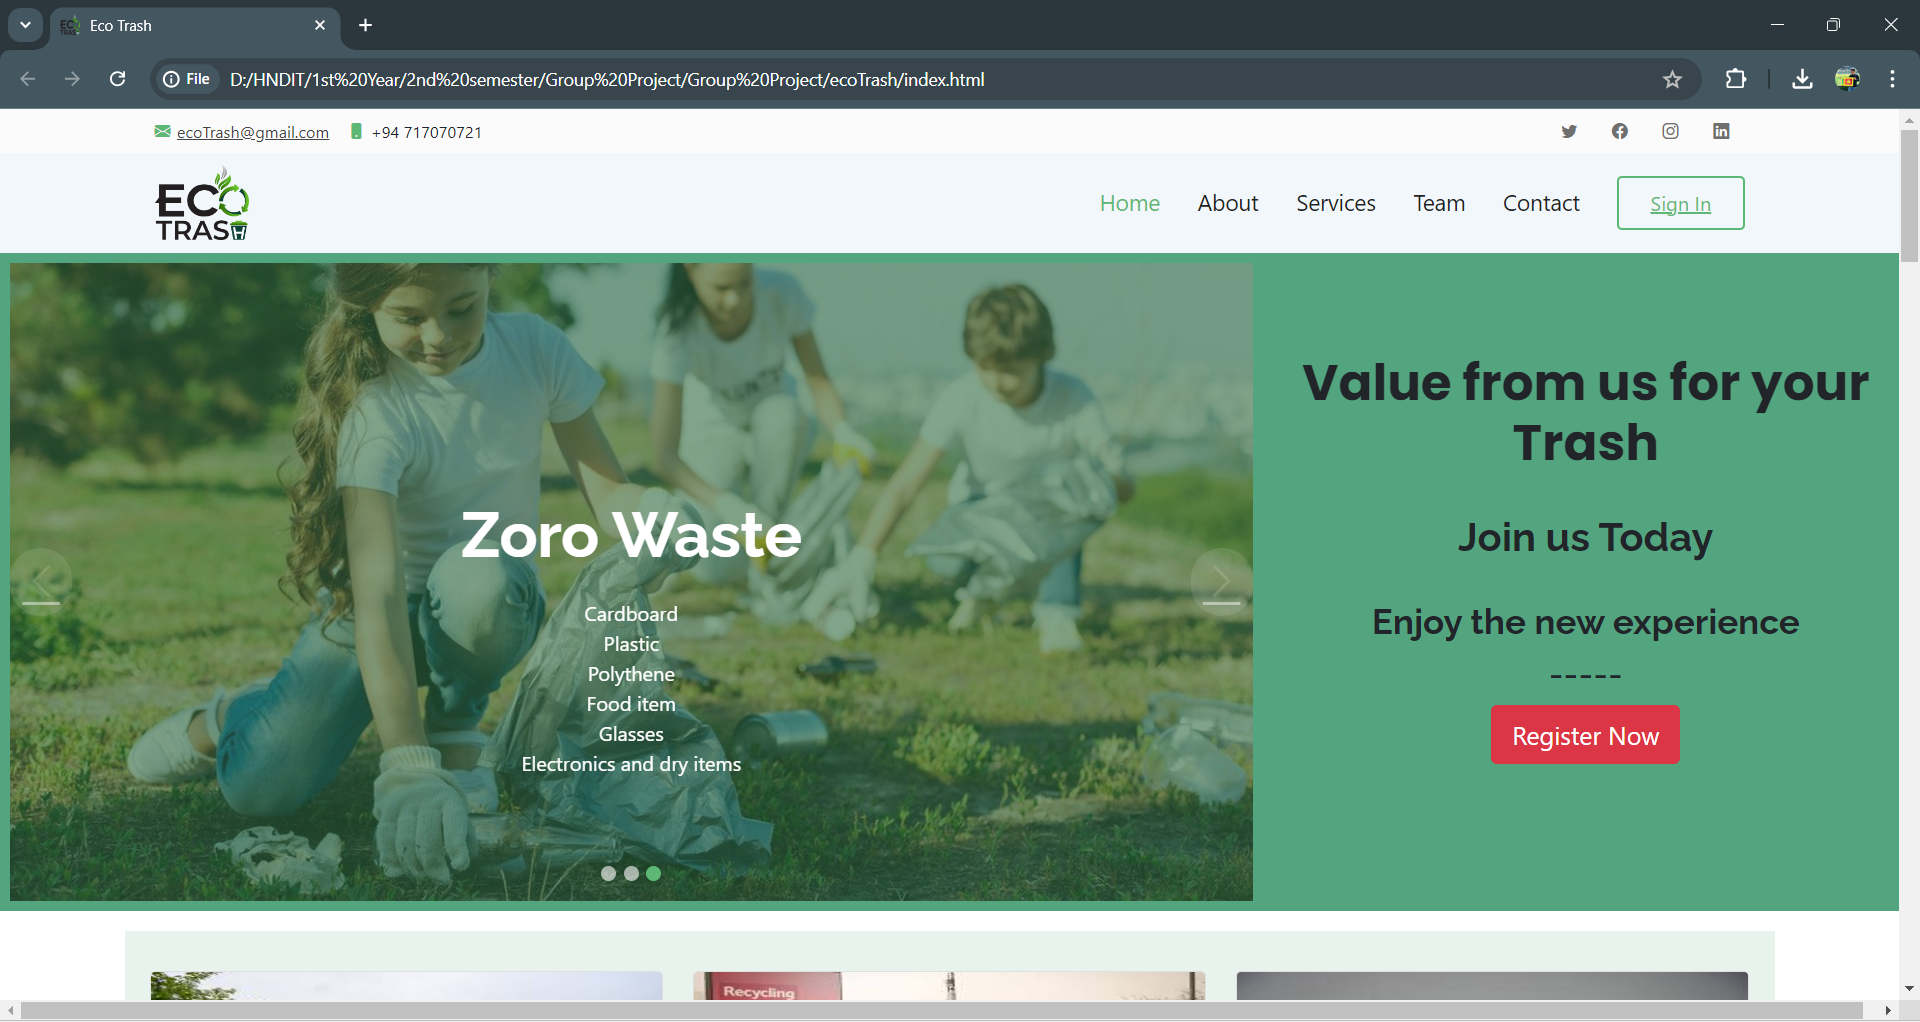 Eco Trash
File
D:/HNDIT/1st%20Year/2nd%20semester/Group%20Project/Group%20Project/ecoTrash/index.html
ecoTrash@gmail.com +94 717070721
ECO
TRASH
Home About Services Team Contact Sign In
Zoro Waste
Cardboard
Plastic
Polythene
Food item
Glasses
Electronics and dry items
Value from us for your
Trash
Join us Today
Enjoy the new experience
-----
Register Now
Recycling